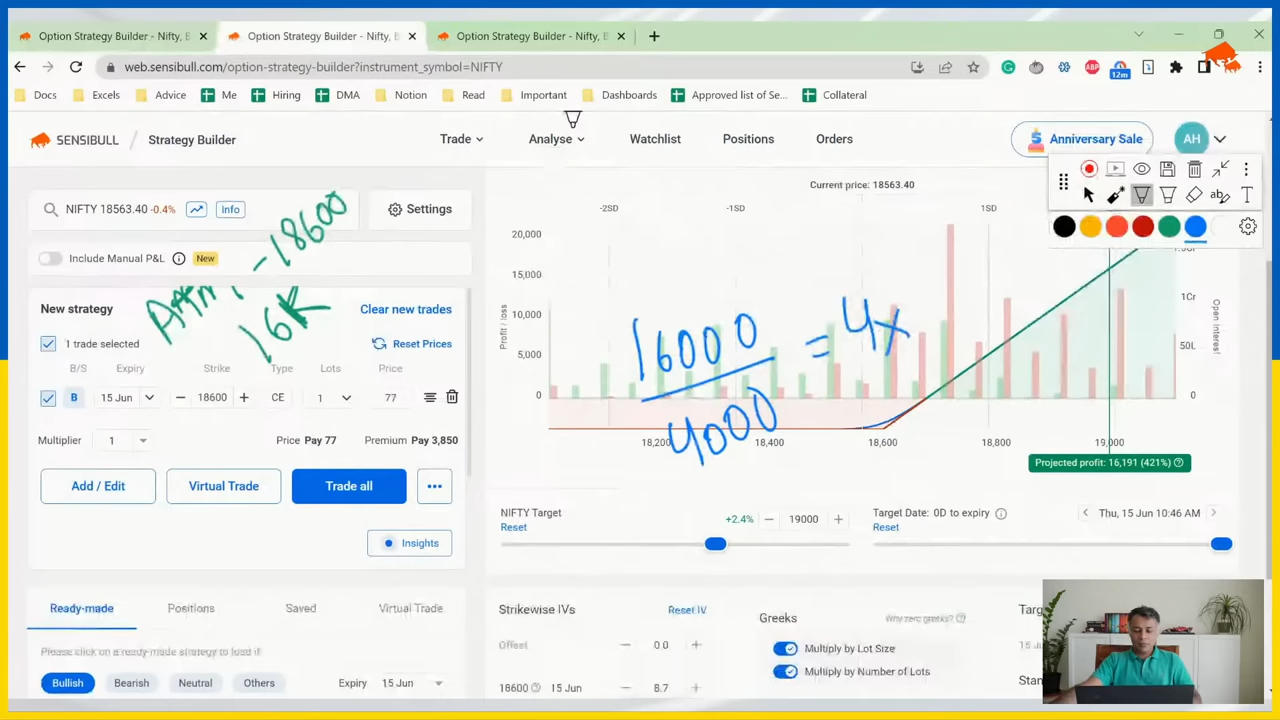 Option Strategy Builder - Nifty, B
Option Strategy Builder - Nifty, B
Option Strategy Builder - Nifty, B
web.sensibull.com/option-strategy-builder?instrument_symbol=NIFTY
ABP
12m
Docs
Excels
Advice
Me
Hiring
DMA
Notion
Read
Important
Dashboards
Approved list of Se...
Collateral
SENSIBULL
Strategy Builder
Trade
Analyse
Watchlist
Positions
Orders
Anniversary Sale
AH
NIFTY 18563.40 -0.4%
Info
Settings
Include Manual P&L
New
-18600
16K
New strategy
Clear new trades
1 trade selected
Reset Prices
B/S
Expiry
Strike
Type
Lots
Price
B
15 Jun
18600
CE
1
77
Multiplier
1
Price Pay 77
Premium Pay 3,850
Add / Edit
Virtual Trade
Trade all
Insights
Ready-made
Positions
Saved
Virtual Trade
Please click on a ready-made strategy to load it
Bullish
Bearish
Neutral
Others
Expiry
15 Jun
Current price: 18563.40
-2SD
-1SD
1SD
Profit / loss
20,000
15,000
10,000
5,000
0
1Cr
50L
0
Open Interest
16000
4000
= 4x
18,200
18,400
18,600
18,800
19,000
Projected profit: 16,191 (421%)
NIFTY Target
Reset
+2.4%
19000
Target Date: 0D to expiry
Reset
Thu, 15 Jun 10:46 AM
Strikewise IVs
Reset IV
Offset
0.0
18600
15 Jun
8.7
Greeks
Why zero greeks?
Multiply by Lot Size
Multiply by Number of Lots
15